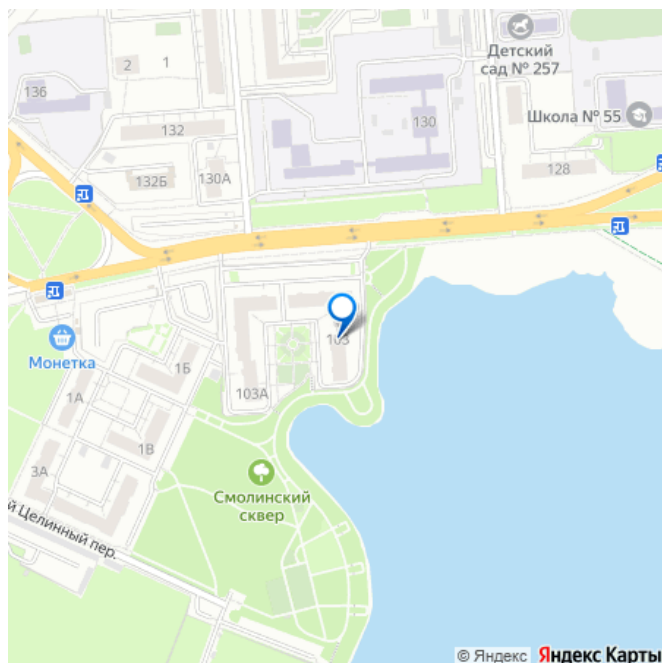 Детский
сад № 257
2
1
136
Школа № 55
132
130
128
132Б
130А
103
Монетка
1Б
1А
103А
1В
3А
Смолинский
сквер
й Целинный пер.
© Яндекс Яндекс Карты